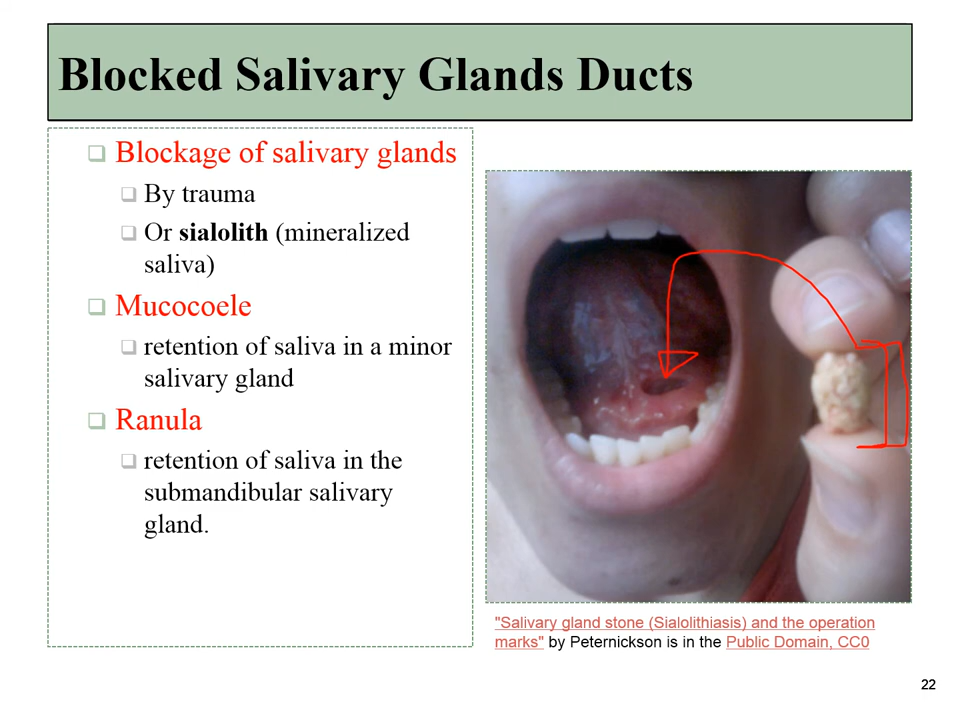 Blocked Salivary Glands Ducts
Blockage of salivary glands
By trauma
Or sialolith (mineralized
saliva)
Mucocoele
retention of saliva in a minor
salivary gland
Ranula
retention of saliva in the
submandibular salivary
gland.
"Salivary gland stone (Sialolithiasis) and the operation
marks" by Peternickson is in the Public Domain, CC0
22